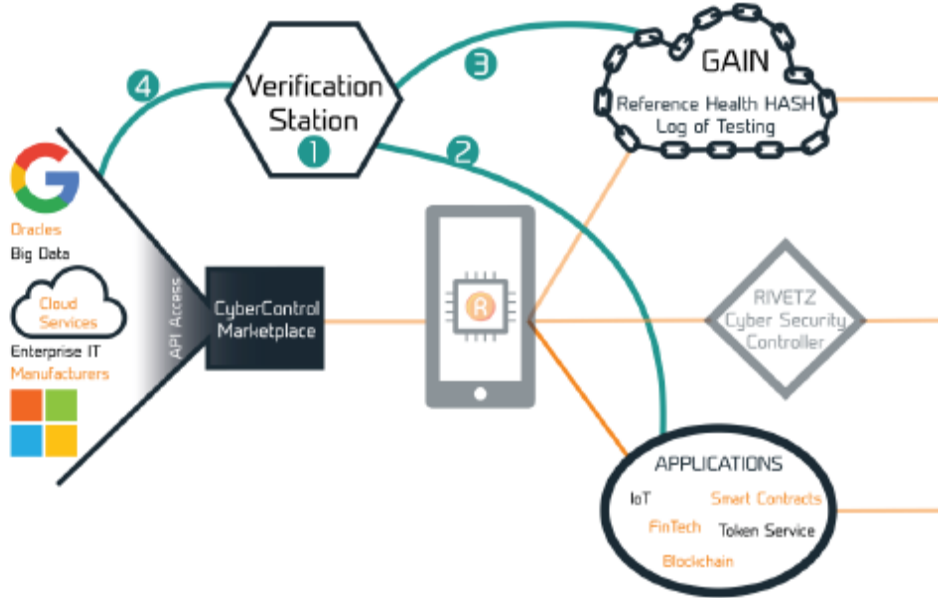 4
Verification
Station
1
3
2
GAIN
Reference Health HASH
Log of Testing
Oracles
Big Data
Cloud
Services
Enterprise IT
Manufacturers
API Access
CyberControl
Marketplace
R
RIVETZ
Cyber Security
Controller
APPLICATIONS
IoT
Smart Contracts
FinTech
Token Service
Blockchain